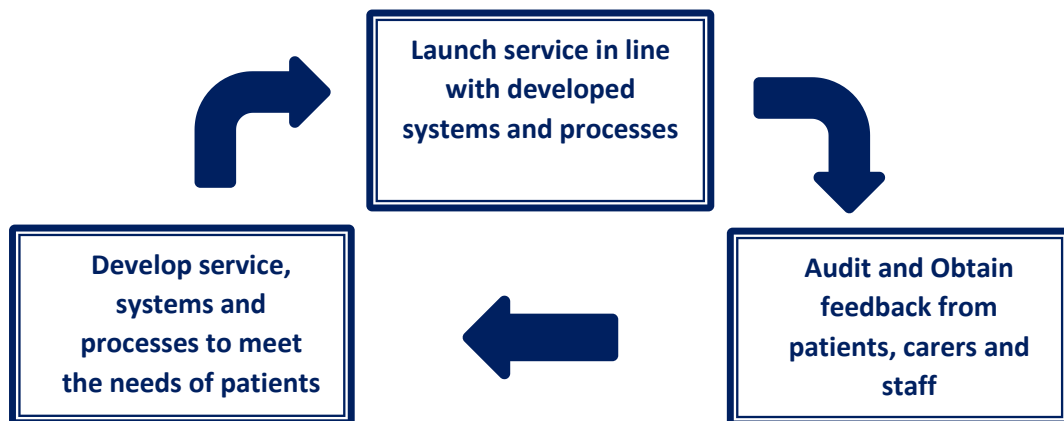 Launch service in line
with developed
systems and processes
Develop service,
systems and
processes to meet
the needs of patients
Audit and Obtain
feedback from
patients, carers and
staff